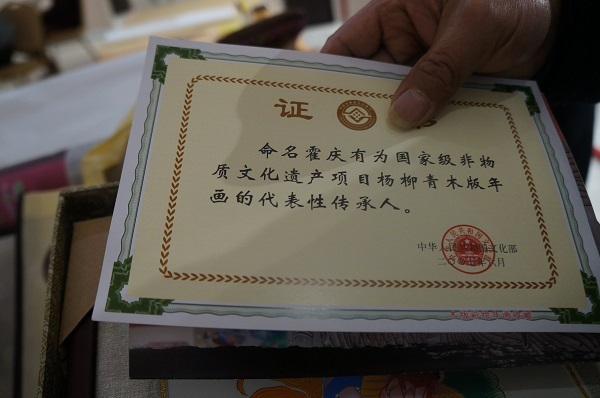 证
命名霍庆有为国家级非物
质文化遗产项目杨柳青木版年
画的代表性传承人。
中华人民共和国文化部